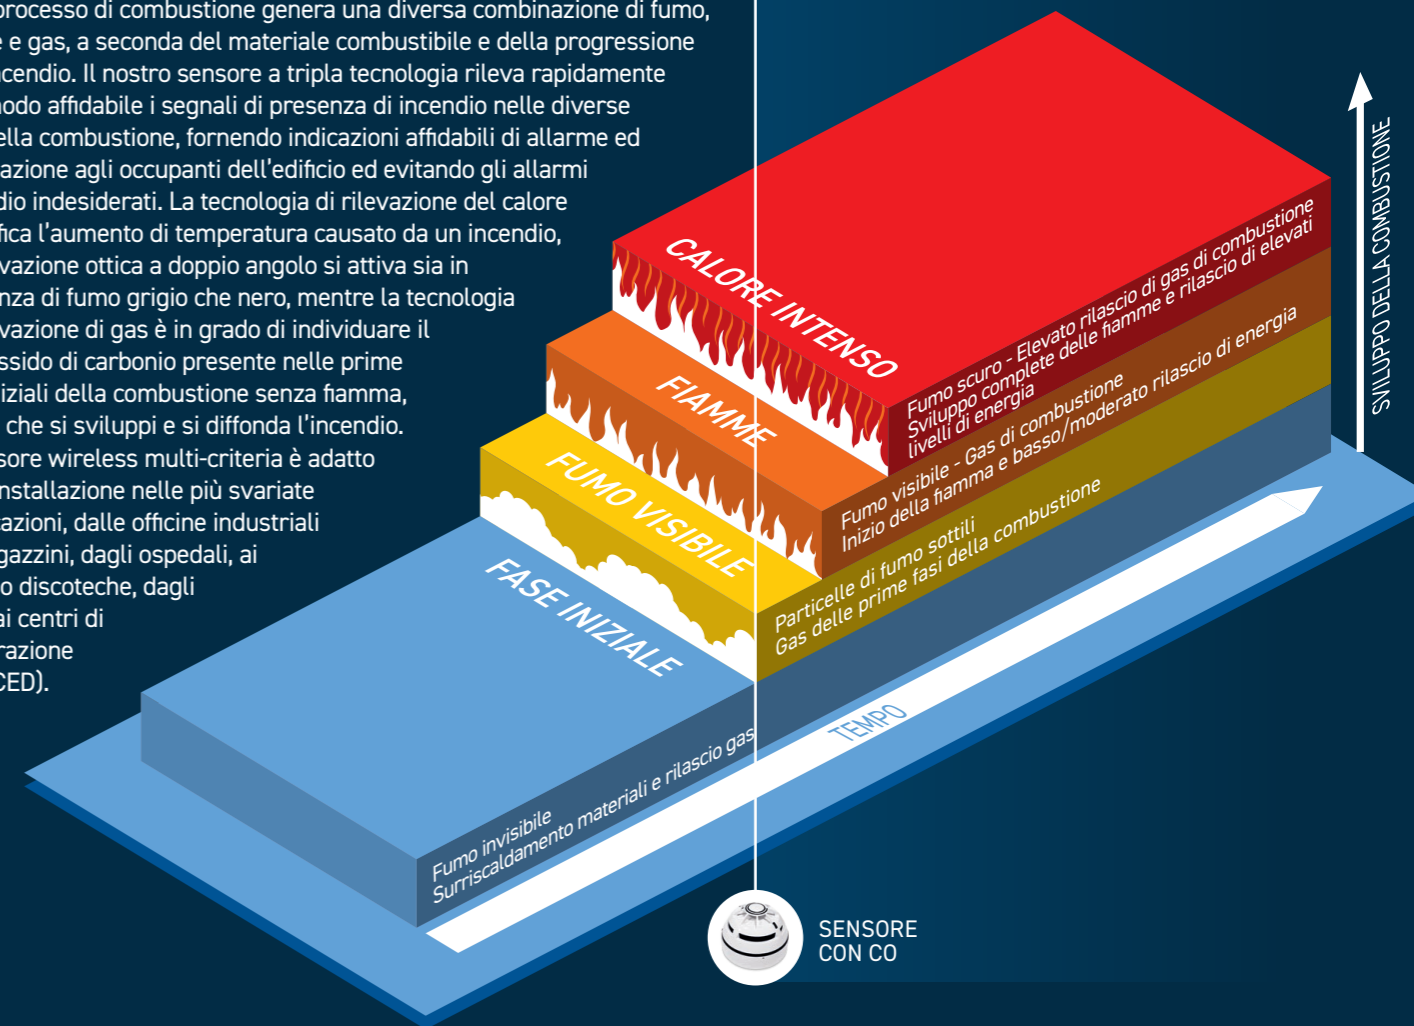 processo di combustione genera una diversa combinazione di fumo,
e e gas, a seconda del materiale combustibile e della progressione
ncendio. Il nostro sensore a tripla tecnologia rileva rapidamente
nodo affidabile i segnali di presenza di incendio nelle diverse
ella combustione, fornendo indicazioni affidabili di allarme ed
azione agli occupanti dell'edificio ed evitando gli allarmi
dio indesiderati. La tecnologia di rilevazione del calore
ifica l'aumento di temperatura causato da un incendio,
vazione ottica a doppio angolo si attiva sia in
nza di fumo grigio che nero, mentre la tecnologia
vazione di gas è in grado di individuare il
ssido di carbonio presente nelle prime
niziali della combustione senza fiamma,
che si sviluppi e si diffonda l'incendio.
sore wireless multi-criteria è adatto
nstallazione nelle più svariate
cazioni, dalle officine industriali
gazzini, dagli ospedali, ai
o discoteche, dagli
ai centri di
razione
CED).
CALORE INTENSO
Fumo scuro - Elevato rilascio di gas di combustione
Sviluppo complete delle fiamme e rilascio di elevati
livelli di energia
FIAMME
Fumo visibile - Gas di combustione
Inizio della fiamma e basso/moderato rilascio di energia
FUMO VISIBILE
Particelle di fumo sottili
Gas delle prime fasi della combustione
FASE INIZIALE
Fumo invisibile
Surriscaldamento materiali e rilascio gas
TEMPO
SVILUPPO DELLA COMBUSTIONE
SENSORE
CON CO